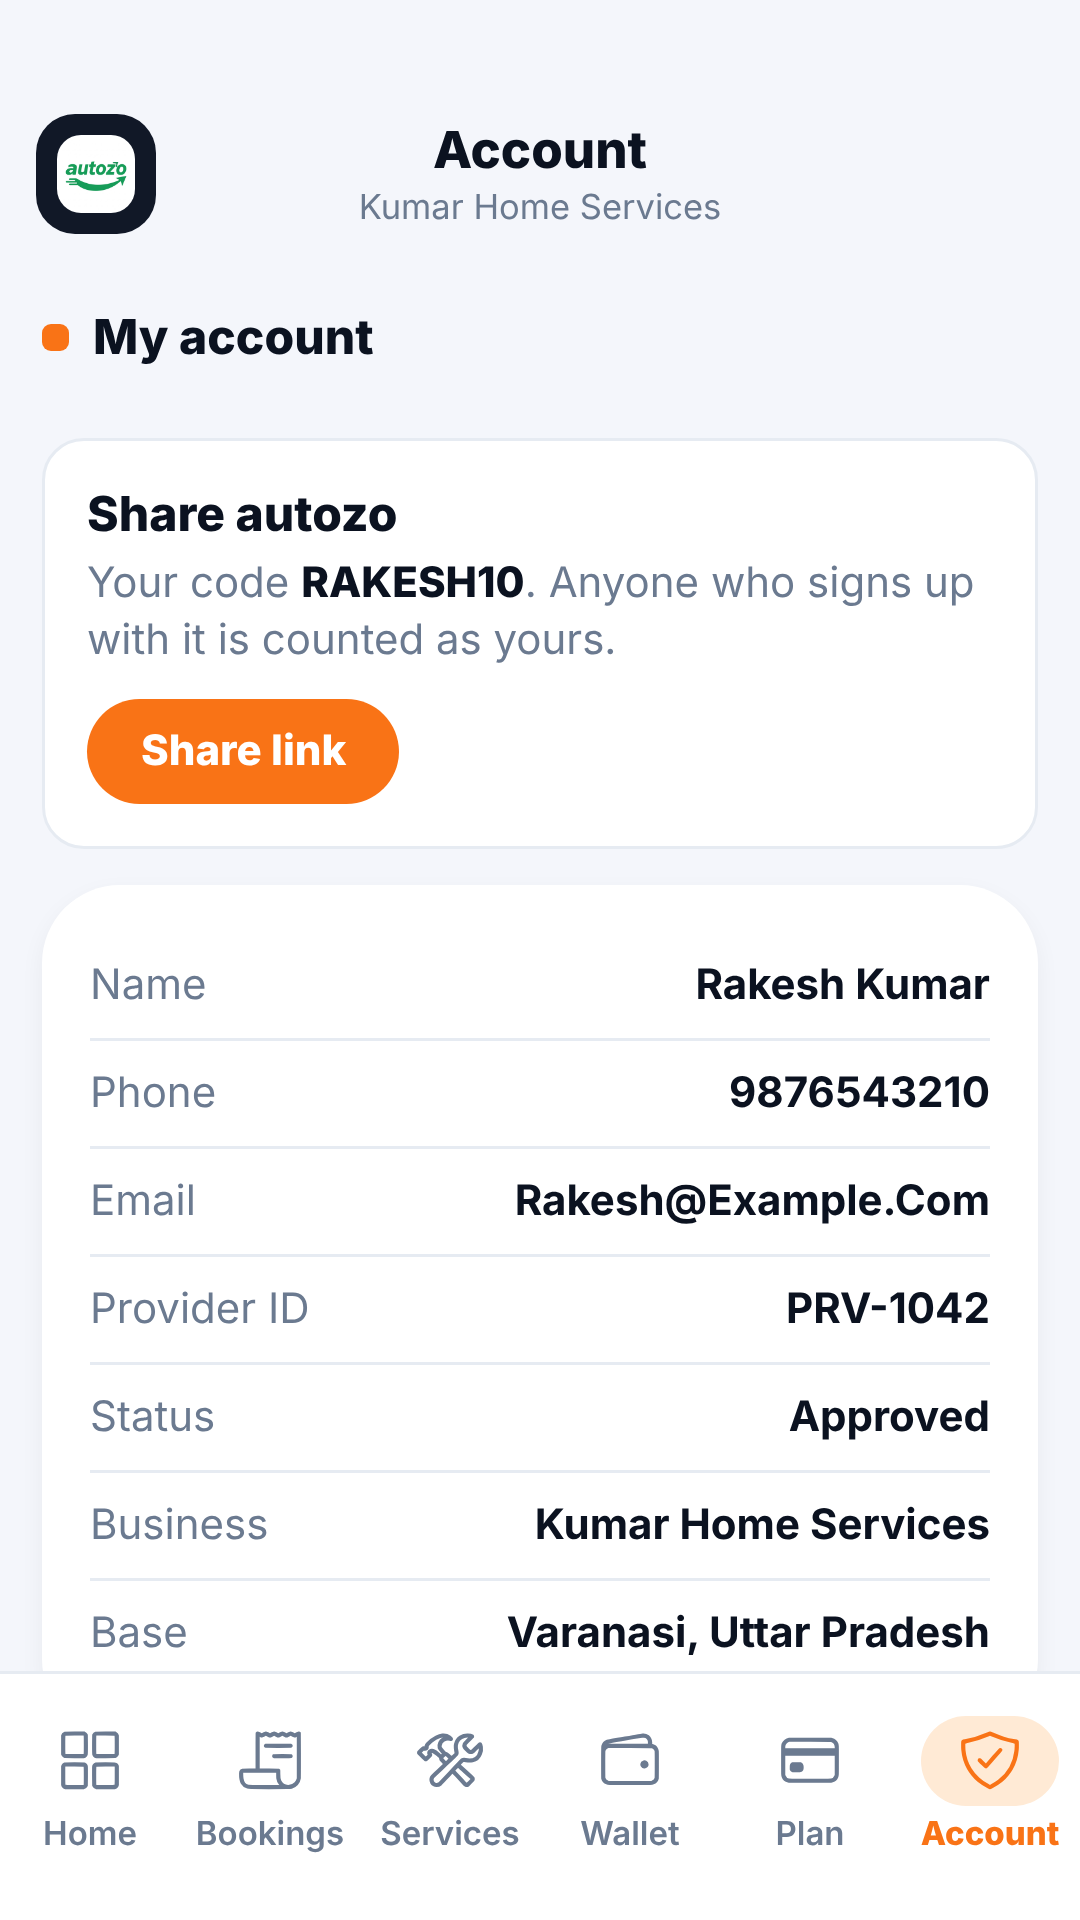 autozo
Account
Kumar Home Services
My account
Share autozo
Your code RAKESH10. Anyone who signs up
with it is counted as yours.
Share link
Name Rakesh Kumar
Phone 9876543210
Email Rakesh@Example.Com
Provider ID PRV-1042
Status Approved
Business Kumar Home Services
Base Varanasi, Uttar Pradesh
Home Bookings Services Wallet Plan Account